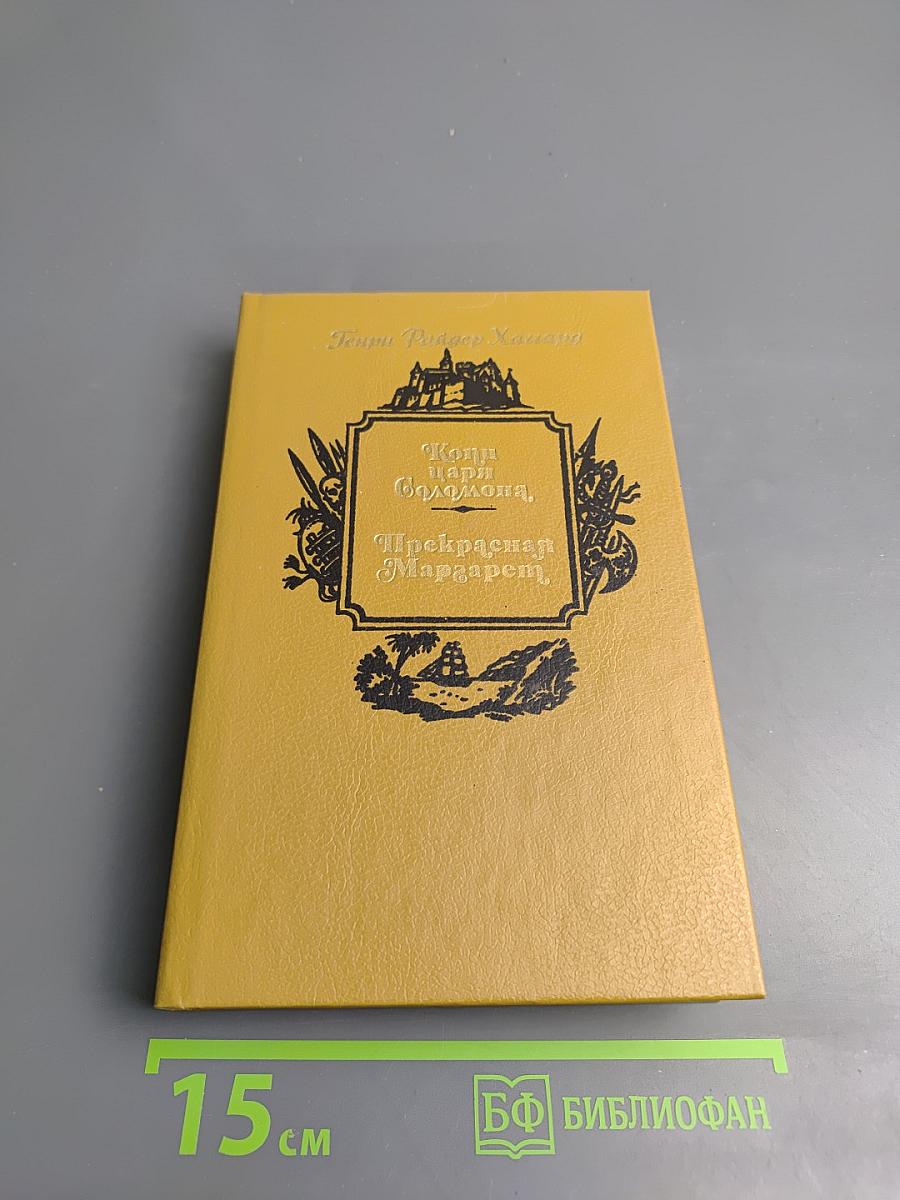 Генри Райдер Хаггард
Копи
царя
Соломона
Прекрасная
Маргарет
15 см
БФ БИБЛИОФАН